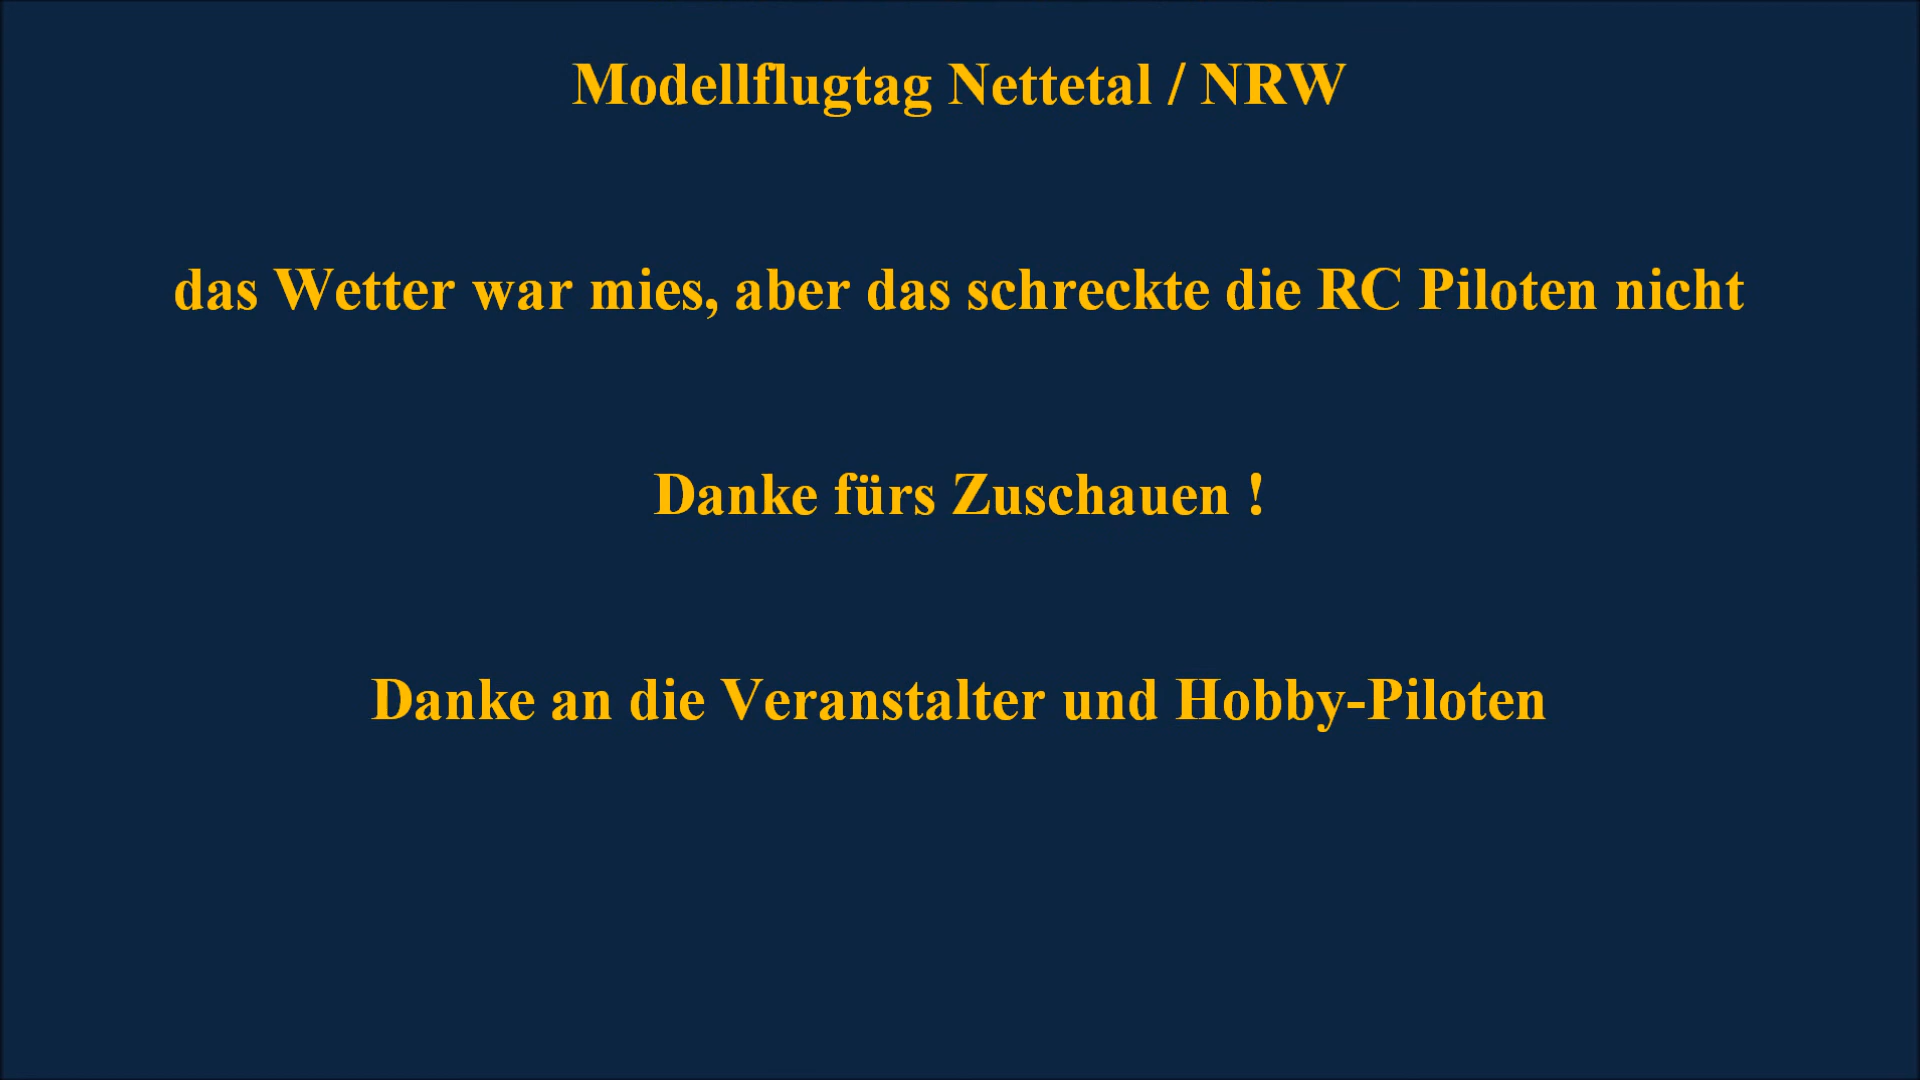 Modellflugtag Nettetal / NRW
das Wetter war mies, aber das schreckte die RC Piloten nicht
Danke fürs Zuschauen !
Danke an die Veranstalter und Hobby-Piloten